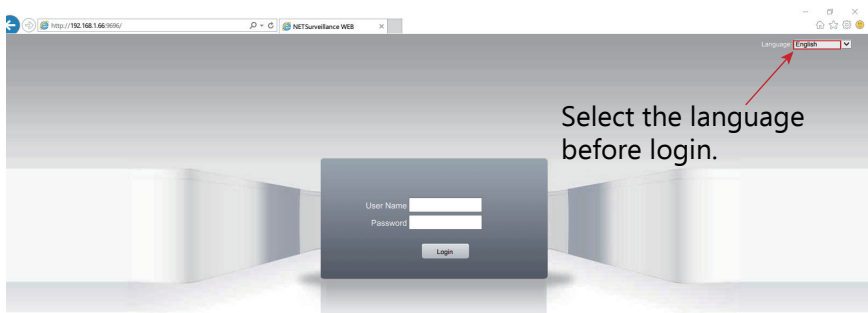 http://192.168.1.66:9696/
NETSurveillance WEB
Language: English
Select the language
before login.
User Name
Password
Login